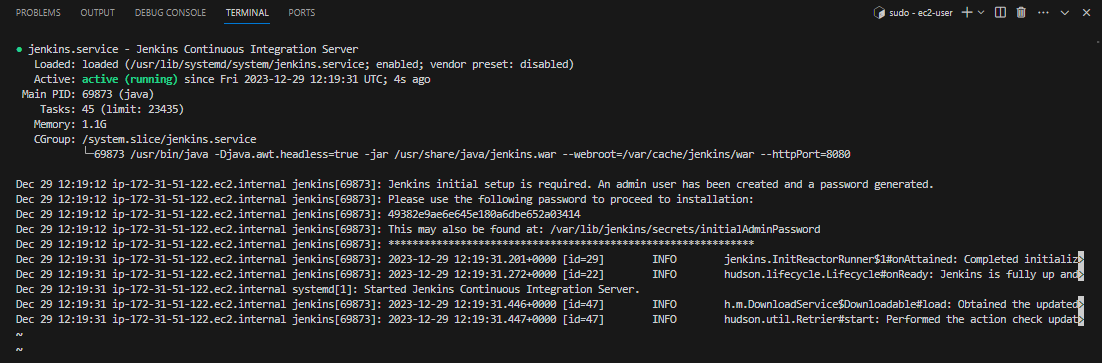 PROBLEMS OUTPUT DEBUG CONSOLE TERMINAL PORTS sudo - ec2-user
● jenkins.service - Jenkins Continuous Integration Server
Loaded: loaded (/usr/lib/systemd/system/jenkins.service; enabled; vendor preset: disabled)
Active: active (running) since Fri 2023-12-29 12:19:31 UTC; 4s ago
Main PID: 69873 (java)
Tasks: 45 (limit: 23435)
Memory: 1.1G
CGroup: /system.slice/jenkins.service
└─69873 /usr/bin/java -Djava.awt.headless=true -jar /usr/share/java/jenkins.war --webroot=/var/cache/jenkins/war --httpPort=8080
Dec 29 12:19:12 ip-172-31-51-122.ec2.internal jenkins[69873]: Jenkins initial setup is required. An admin user has been created and a password generated.
Dec 29 12:19:12 ip-172-31-51-122.ec2.internal jenkins[69873]: Please use the following password to proceed to installation:
Dec 29 12:19:12 ip-172-31-51-122.ec2.internal jenkins[69873]: 49382e9ae6e645e180a6dbe652a03414
Dec 29 12:19:12 ip-172-31-51-122.ec2.internal jenkins[69873]: This may also be found at: /var/lib/jenkins/secrets/initialAdminPassword
Dec 29 12:19:12 ip-172-31-51-122.ec2.internal jenkins[69873]: *************************************************************
Dec 29 12:19:31 ip-172-31-51-122.ec2.internal jenkins[69873]: 2023-12-29 12:19:31.201+0000 [id=29] INFO jenkins.InitReactorRunner$1#onAttained: Completed initializ>
Dec 29 12:19:31 ip-172-31-51-122.ec2.internal jenkins[69873]: 2023-12-29 12:19:31.272+0000 [id=22] INFO hudson.lifecycle.Lifecycle#onReady: Jenkins is fully up and>
Dec 29 12:19:31 ip-172-31-51-122.ec2.internal systemd[1]: Started Jenkins Continuous Integration Server.
Dec 29 12:19:31 ip-172-31-51-122.ec2.internal jenkins[69873]: 2023-12-29 12:19:31.446+0000 [id=47] INFO h.m.DownloadService$Downloadable#load: Obtained the updated>
Dec 29 12:19:31 ip-172-31-51-122.ec2.internal jenkins[69873]: 2023-12-29 12:19:31.447+0000 [id=47] INFO hudson.util.Retrier#start: Performed the action check updat>
~
~